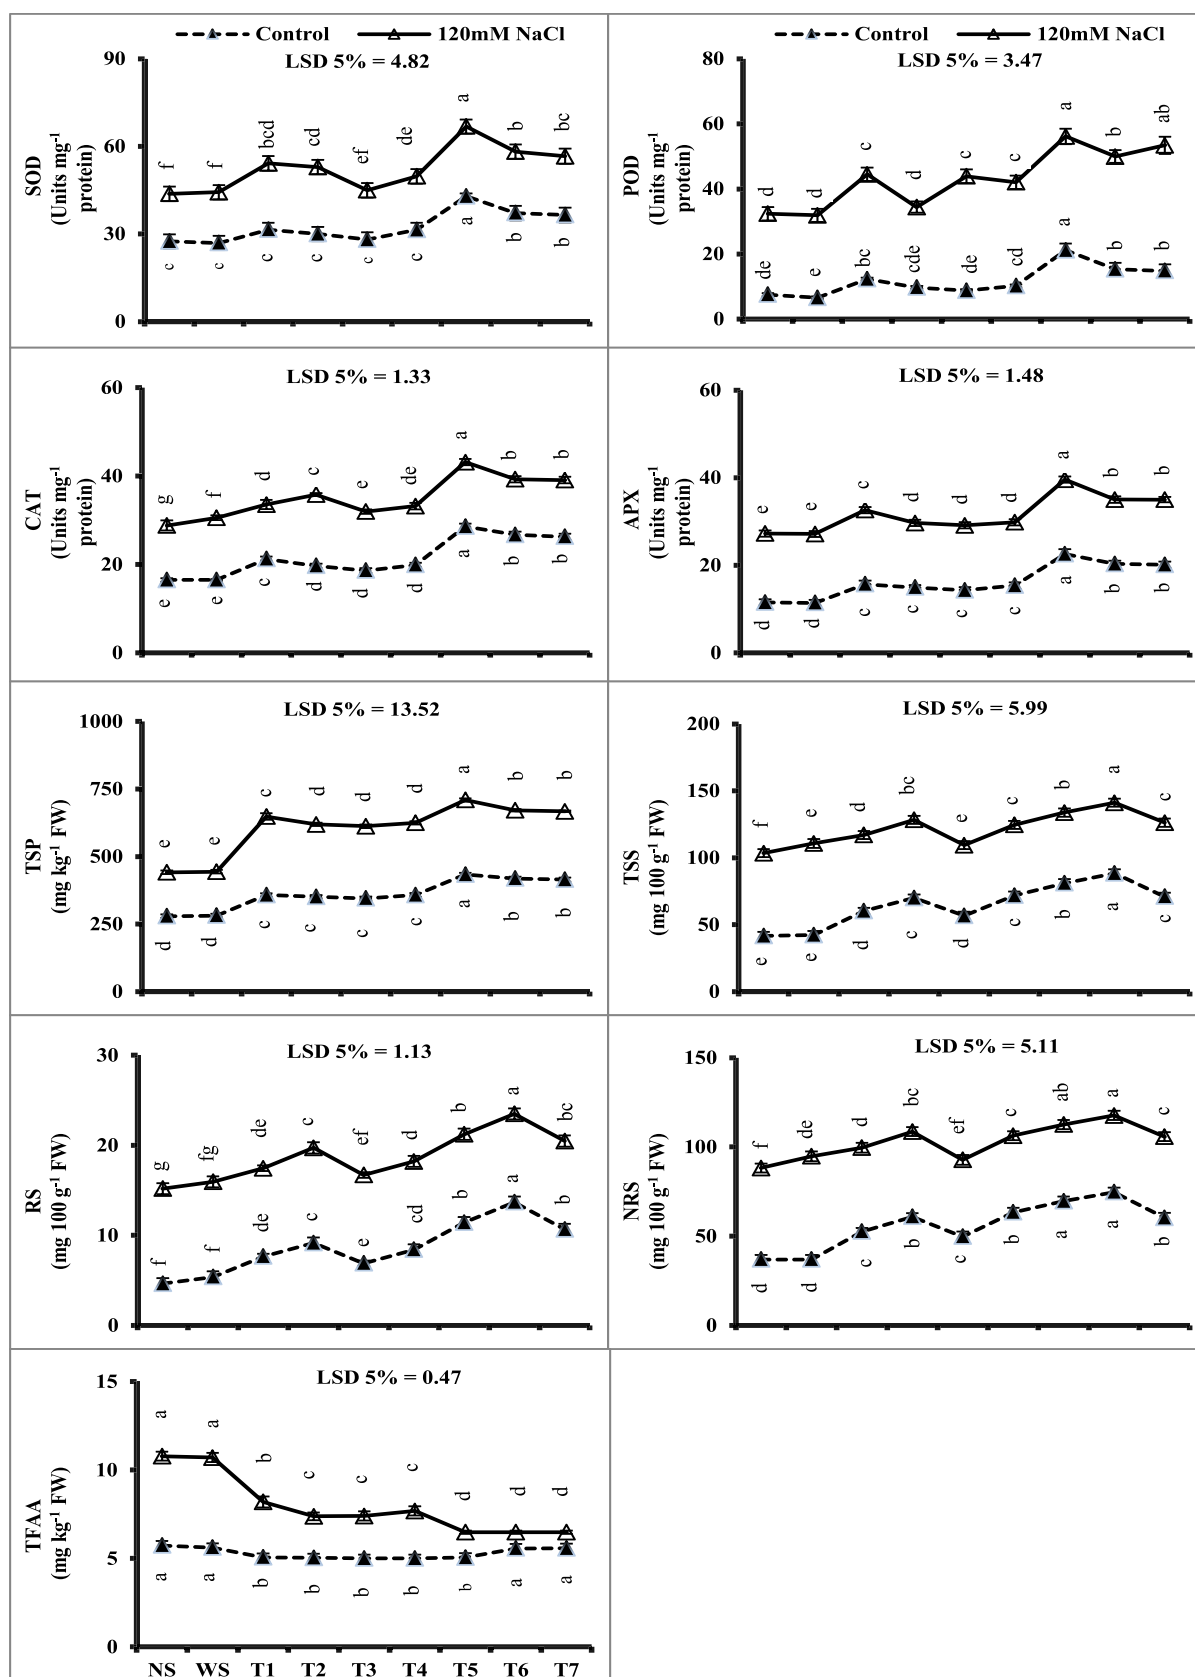 Control 120mM NaCl
LSD 5% = 4.82
SOD
(Units mg-1
protein)
90
60
30
0
f f bcd cd ef de a b bc
c c c c c c a b b
Control 120mM NaCl
LSD 5% = 3.47
POD
(Units mg-1
protein)
80
60
40
20
0
d d c d c c a b ab
de e bc cde de cd a b b
LSD 5% = 1.33
CAT
(Units mg-1
protein)
60
40
20
0
g f d c e de a b b
e e c d d d a b b
LSD 5% = 1.48
APX
(Units mg-1
protein)
60
40
20
0
e e c d d d a b b
d d c c c c a b b
LSD 5% = 13.52
TSP
(mg kg-1 FW)
1000
750
500
250
0
e e c d d d a b b
d d c c c c a b b
LSD 5% = 5.99
TSS
(mg 100 g-1 FW)
200
150
100
50
0
f e d bc e c b a c
e e d c d c b a c
LSD 5% = 1.13
RS
(mg 100 g-1 FW)
30
20
10
0
g fg de c ef d b a bc
f f de c e cd b a b
LSD 5% = 5.11
NRS
(mg 100 g-1 FW)
150
100
50
0
f de d bc ef c ab a c
d d c b c b a a b
LSD 5% = 0.47
TFAA
(mg kg-1 FW)
15
10
5
0
a a b c c c d d d
a a b b b b b a a
NS WS T1 T2 T3 T4 T5 T6 T7